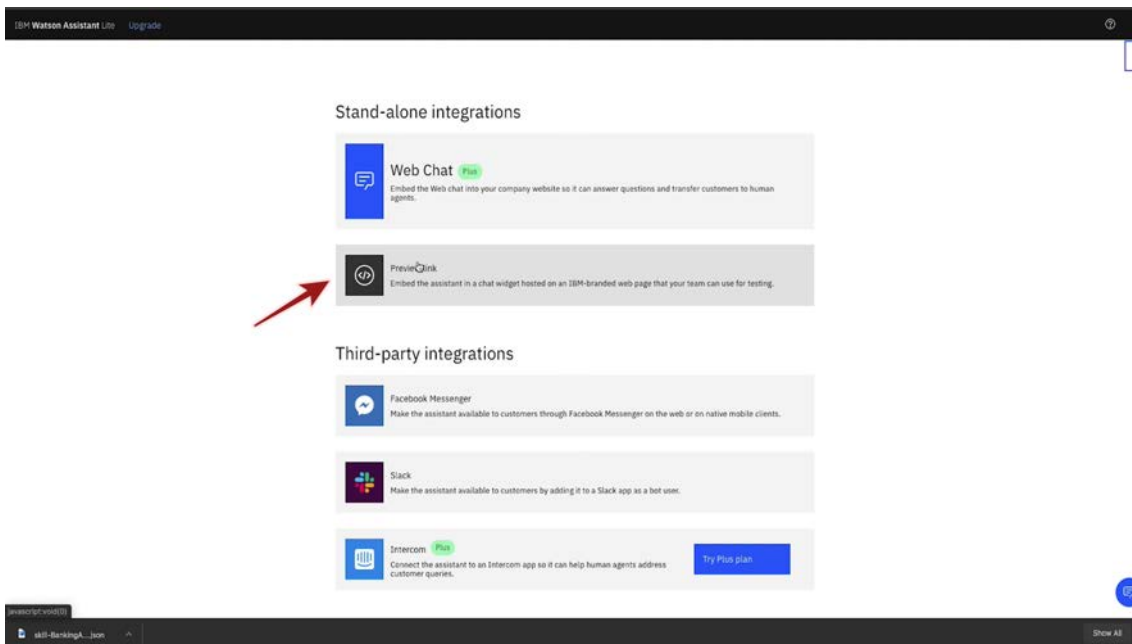 IBM Watson Assistant Lite Upgrade
Stand-alone integrations
Web Chat Plus
Embed the Web chat into your company website so it can answer questions and transfer customers to human
agents.
Preview link
Embed the assistant in a chat widget hosted on an IBM-branded web page that your team can use for testing.
Third-party integrations
Facebook Messenger
Make the assistant available to customers through Facebook Messenger on the web or on native mobile clients.
Slack
Make the assistant available to customers by adding it to a Slack app as a bot user.
Intercom Plus
Connect the assistant to an Intercom app so it can help human agents address
customer queries.
Try Plus plan
javascript:void(0)
skill-BankingA....json
Show All